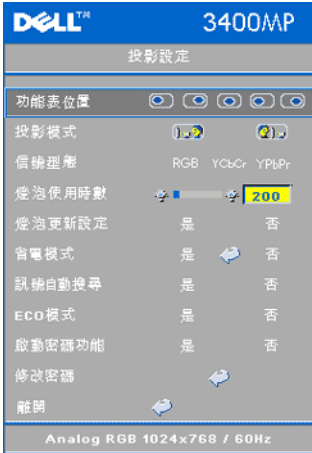 DELL™ 3400MP
投影設定
功能表位置
投影模式
信號型態 RGB YCbCr YPbPr
燈泡使用時數 200
燈泡更新設定 是 否
省電模式 是 否
訊號自動搜尋 是 否
ECO模式 是 否
啟動密碼功能 是 否
修改密碼
離開
Analog RGB 1024x768 / 60Hz